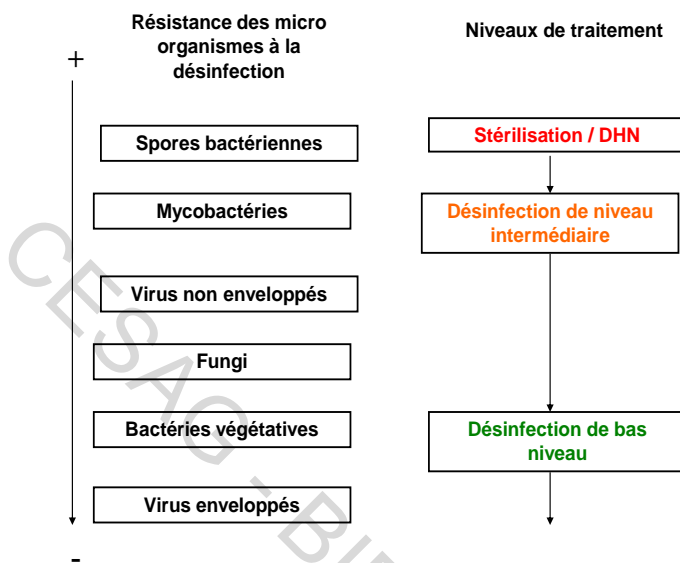 Résistance des micro
organismes à la
désinfection
Niveaux de traitement
+
Spores bactériennes
Stérilisation / DHN
Mycobactéries
Désinfection de niveau
intermédiaire
Virus non enveloppés
Fungi
Bactéries végétatives
Désinfection de bas
niveau
Virus enveloppés
-
CESAG -